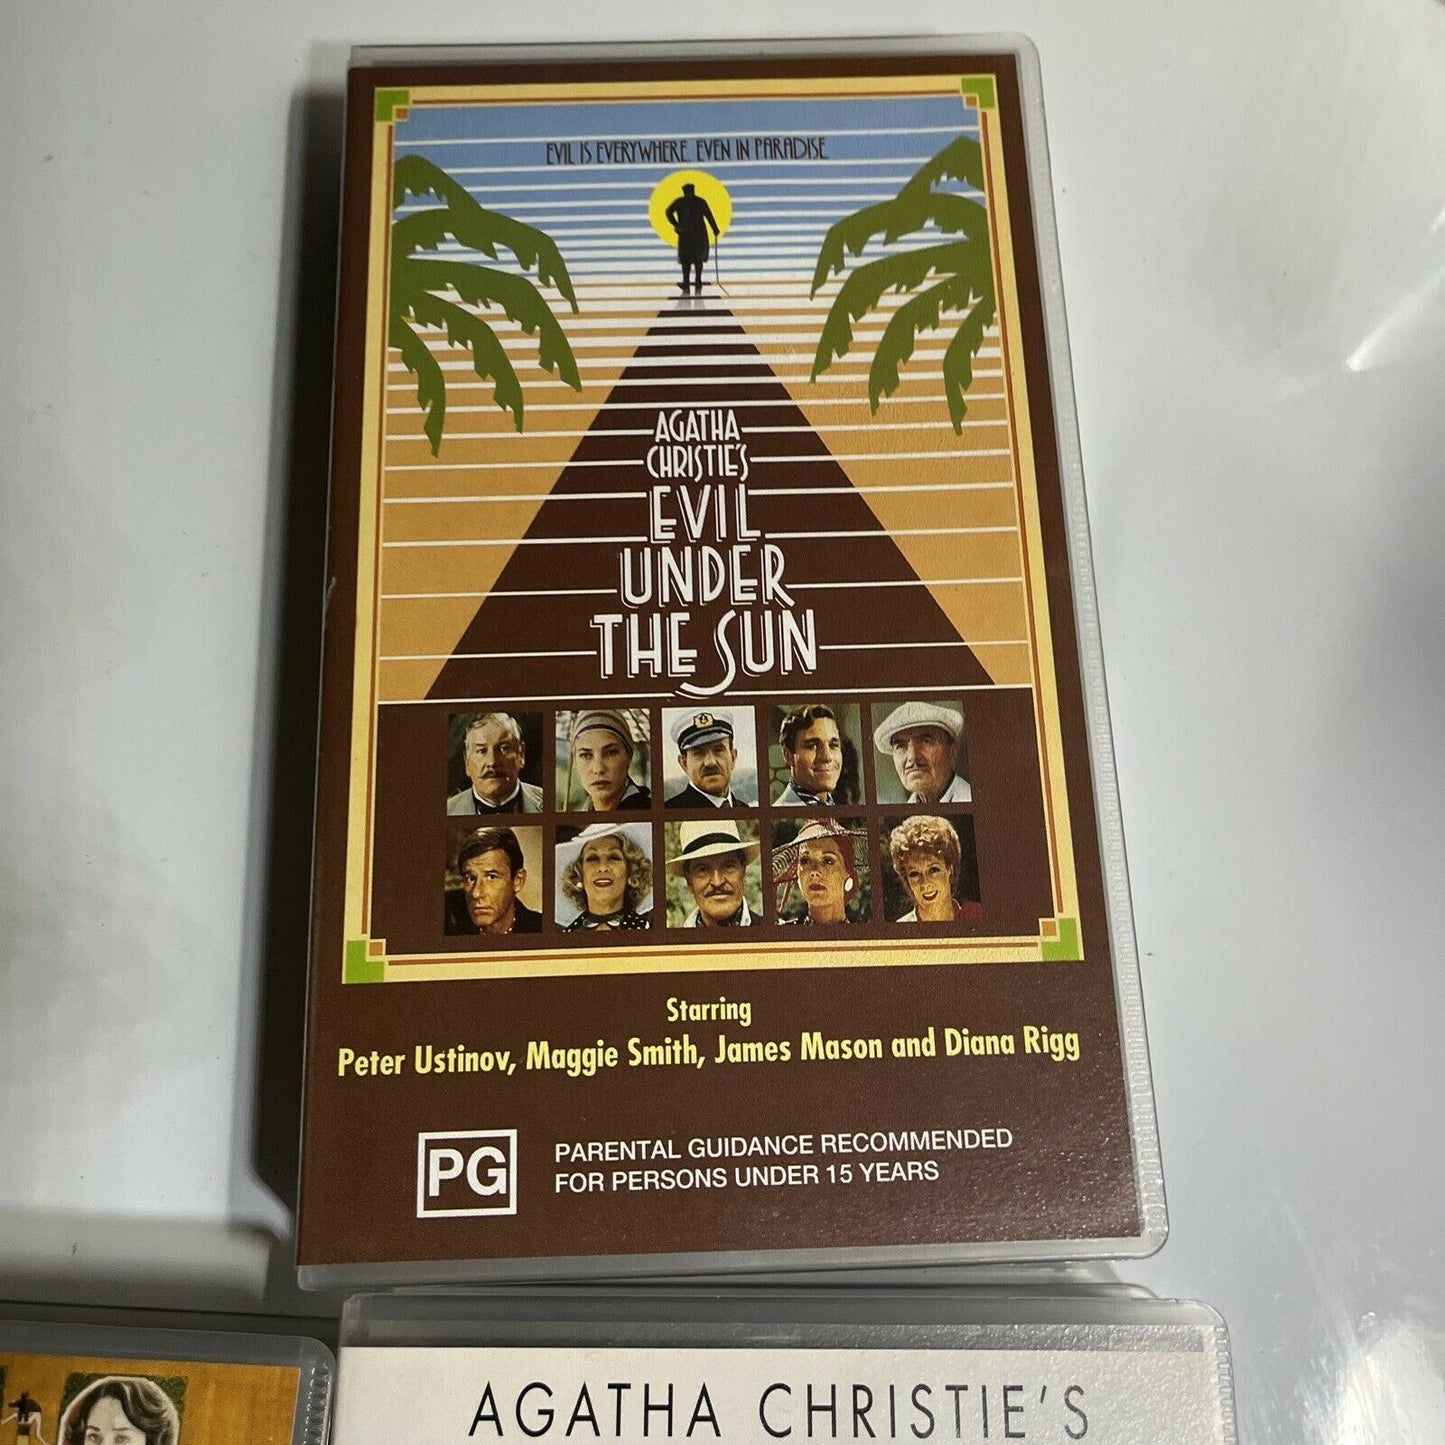 EVIL IS EVERYWHERE. EVEN IN PARADISE.
AGATHA
CHRISTIE'S
EVIL
UNDER
THE SUN
Starring
Peter Ustinov, Maggie Smith, James Mason and Diana Rigg
PG
PARENTAL GUIDANCE RECOMMENDED
FOR PERSONS UNDER 15 YEARS
AGATHA CHRISTIE'S